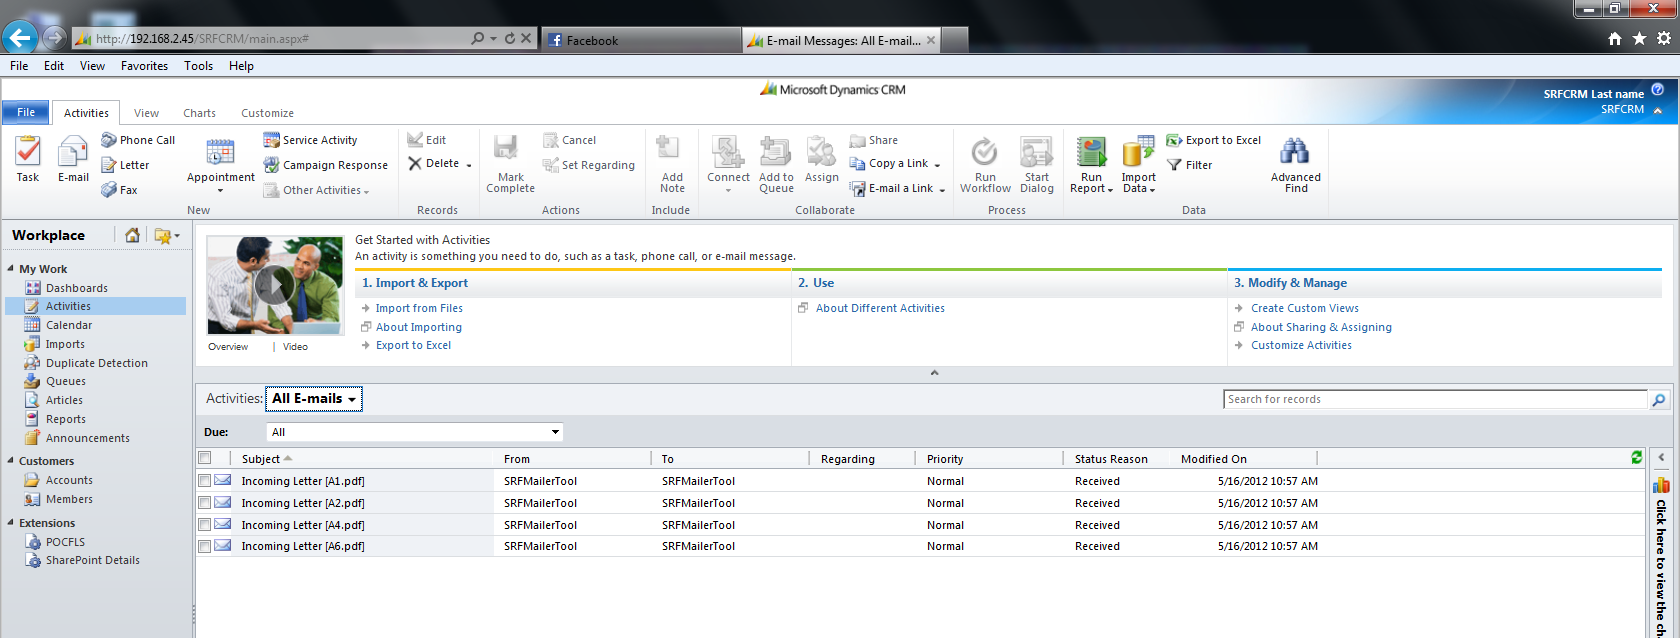 http://192.168.2.45/SRFCRM/main.aspx#
Facebook
E-mail Messages: All E-mail...
File Edit View Favorites Tools Help
Microsoft Dynamics CRM
SRFCRM Last name
SRFCRM
File Activities View Charts Customize
Task
E-mail
Phone Call
Letter
Fax
Appointment
Service Activity
Campaign Response
Other Activities
New
Edit
Delete
Records
Mark Complete
Cancel
Set Regarding
Actions
Add Note
Include
Connect
Add to Queue
Assign
Share
Copy a Link
E-mail a Link
Collaborate
Run Workflow
Start Dialog
Process
Run Report
Import Data
Export to Excel
Filter
Advanced Find
Data
Workplace
My Work
Dashboards
Activities
Calendar
Imports
Duplicate Detection
Queues
Articles
Reports
Announcements
Customers
Accounts
Members
Extensions
POCFLS
SharePoint Details
Overview | Video
Get Started with Activities
An activity is something you need to do, such as a task, phone call, or e-mail message.
1. Import & Export
Import from Files
About Importing
Export to Excel
2. Use
About Different Activities
3. Modify & Manage
Create Custom Views
About Sharing & Assigning
Customize Activities
Activities: All E-mails
Search for records
Due: All
Subject From To Regarding Priority Status Reason Modified On
Incoming Letter [A1.pdf] SRFMailerTool SRFMailerTool Normal Received 5/16/2012 10:57 AM
Incoming Letter [A2.pdf] SRFMailerTool SRFMailerTool Normal Received 5/16/2012 10:57 AM
Incoming Letter [A4.pdf] SRFMailerTool SRFMailerTool Normal Received 5/16/2012 10:57 AM
Incoming Letter [A6.pdf] SRFMailerTool SRFMailerTool Normal Received 5/16/2012 10:57 AM
Click here to view the